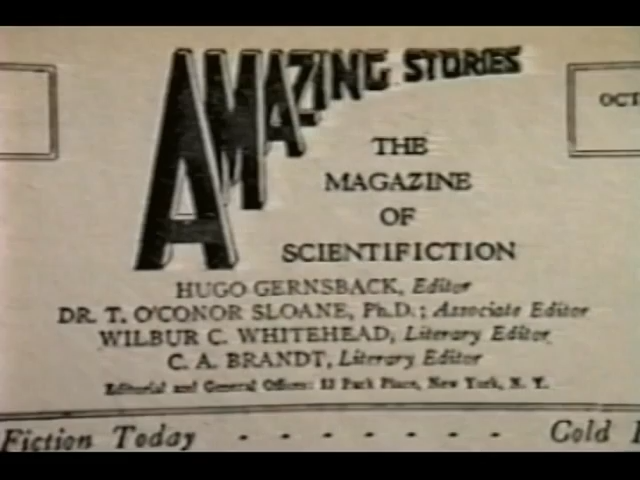 AMAZING STORIES
OCT
THE
MAGAZINE
OF
SCIENTIFICTION
HUGO GERNSBACK, Editor
DR. T. O'CONOR SLOANE, Ph.D.; Associate Editor
WILBUR C. WHITEHEAD, Literary Editor
C. A. BRANDT, Literary Editor
Editorial and General Offices: 53 Park Place, New York, N. Y.
Fiction Today - - - - - - - Gold